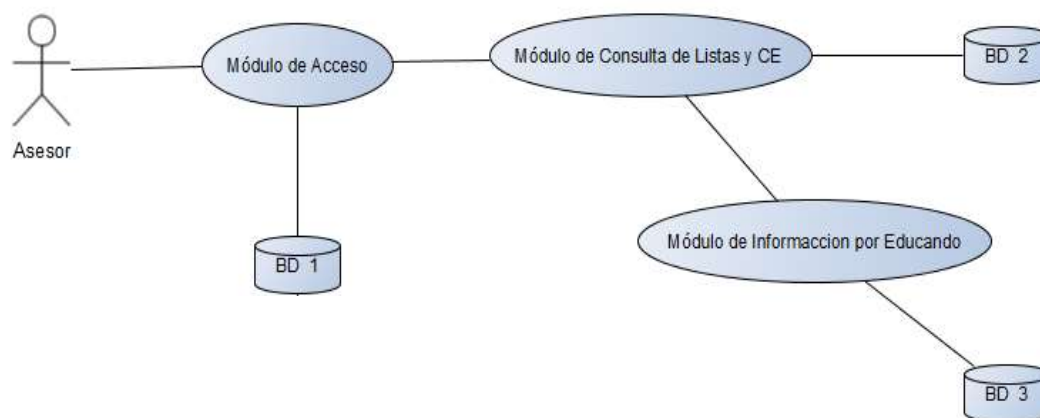 Asesor
Módulo de Acceso
Módulo de Consulta de Listas y CE
BD 2
BD 1
Módulo de Informaccion por Educando
BD 3